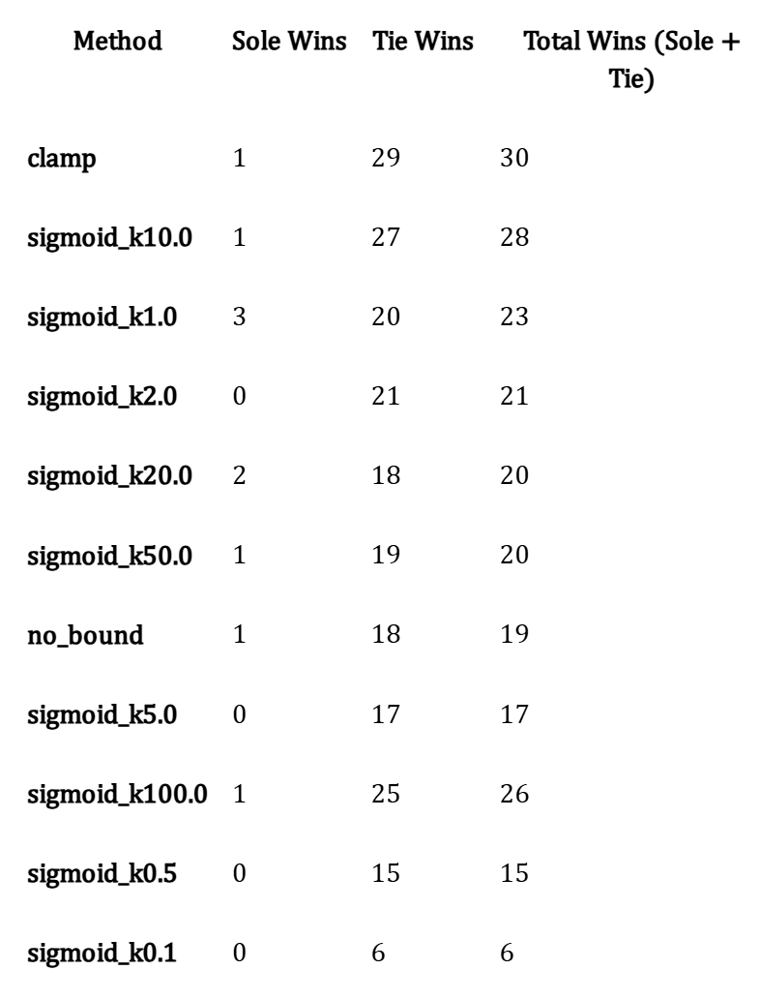 Method Sole Wins Tie Wins Total Wins (Sole +
Tie)
clamp 1 29 30
sigmoid_k10.0 1 27 28
sigmoid_k1.0 3 20 23
sigmoid_k2.0 0 21 21
sigmoid_k20.0 2 18 20
sigmoid_k50.0 1 19 20
no_bound 1 18 19
sigmoid_k5.0 0 17 17
sigmoid_k100.0 1 25 26
sigmoid_k0.5 0 15 15
sigmoid_k0.1 0 6 6